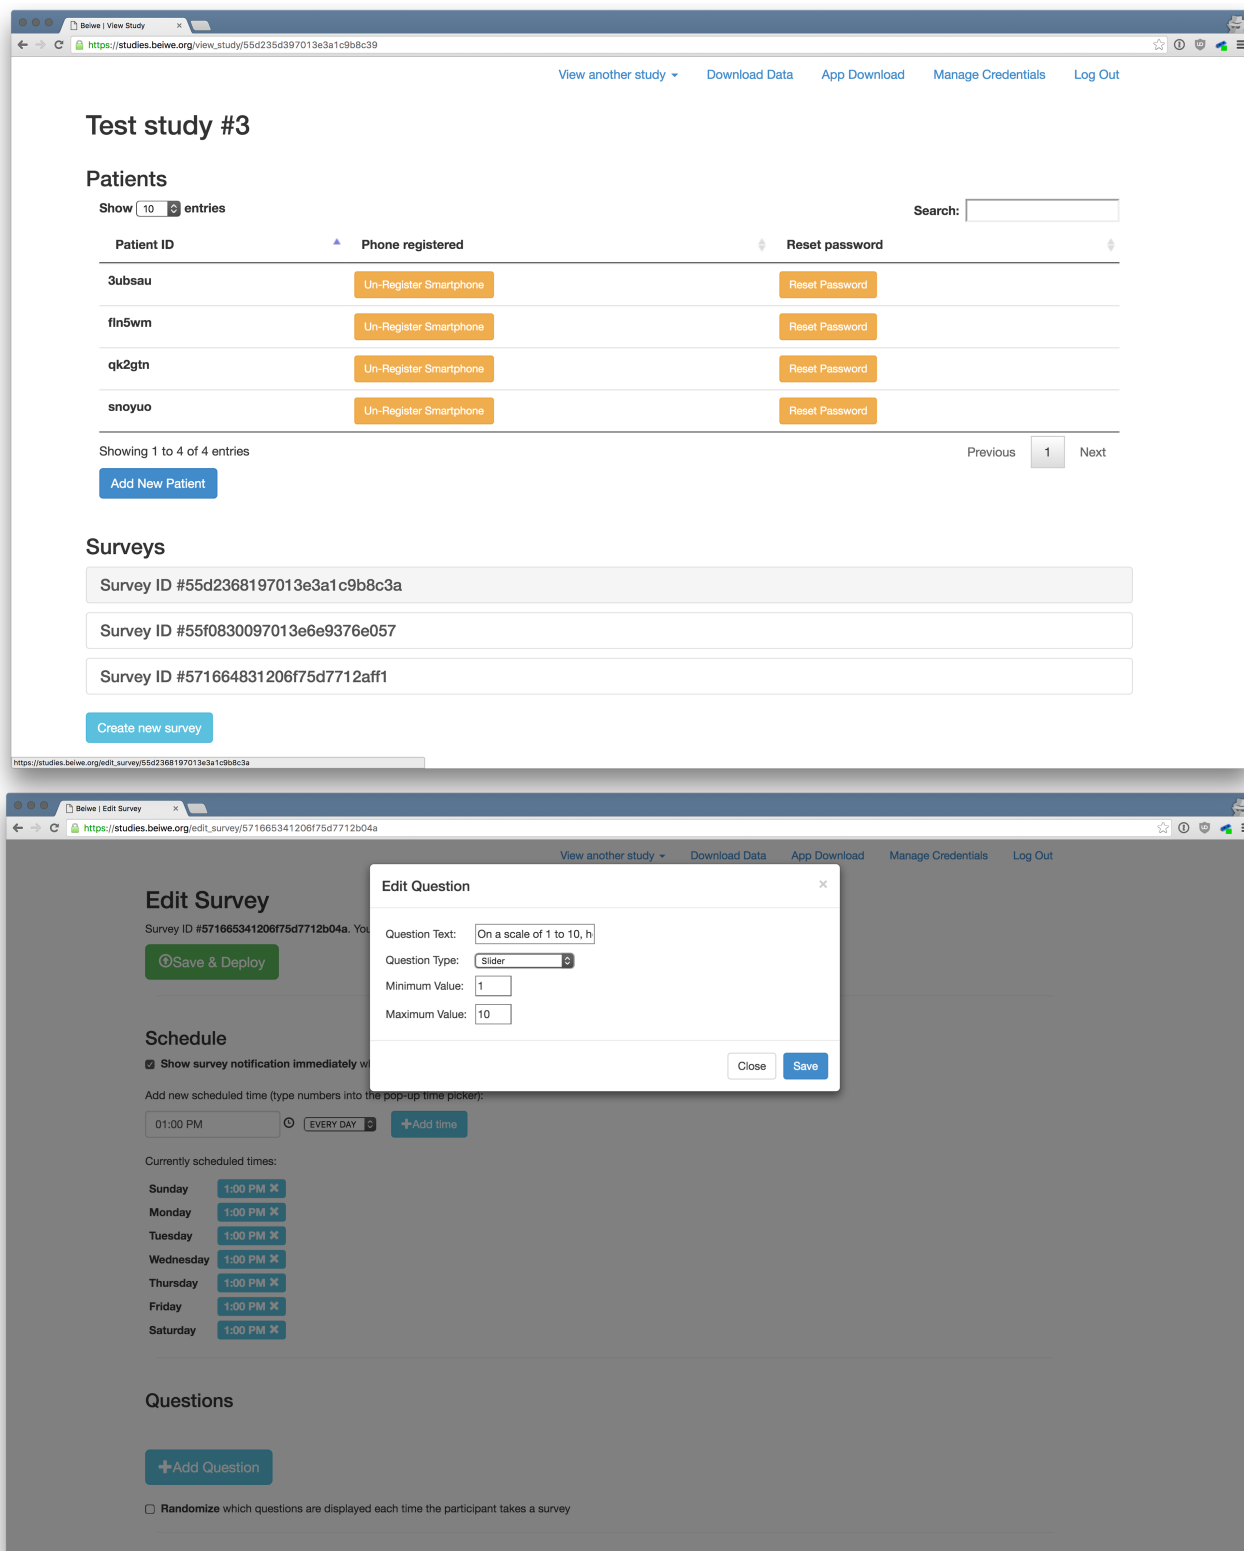 Beiwe | View Study
https://studies.beiwe.org/view_study/55d235d397013e3a1c9b8c39
View another study Download Data App Download Manage Credentials Log Out
Test study #3
Patients
Show 10 entries Search:
Patient ID Phone registered Reset password
3ubsau Un-Register Smartphone Reset Password
fln5wm Un-Register Smartphone Reset Password
qk2gtn Un-Register Smartphone Reset Password
snoyuo Un-Register Smartphone Reset Password
Showing 1 to 4 of 4 entries Previous 1 Next
Add New Patient
Surveys
Survey ID #55d2368197013e3a1c9b8c3a
Survey ID #55f0830097013e6e9376e057
Survey ID #571664831206f75d7712aff1
Create new survey
https://studies.beiwe.org/edit_survey/55d2368197013e3a1c9b8c3a
Beiwe | Edit Survey
https://studies.beiwe.org/edit_survey/571665341206f75d7712b04a
View another study Download Data App Download Manage Credentials Log Out
Edit Survey
Survey ID #571665341206f75d7712b04a. You
Save & Deploy
Edit Question
Question Text: On a scale of 1 to 10, h
Question Type: Slider
Minimum Value: 1
Maximum Value: 10
Close Save
Schedule
Show survey notification immediately w
Add new scheduled time (type numbers into the pop-up time picker):
01:00 PM EVERY DAY Add time
Currently scheduled times:
Sunday 1:00 PM
Monday 1:00 PM
Tuesday 1:00 PM
Wednesday 1:00 PM
Thursday 1:00 PM
Friday 1:00 PM
Saturday 1:00 PM
Questions
Add Question
Randomize which questions are displayed each time the participant takes a survey